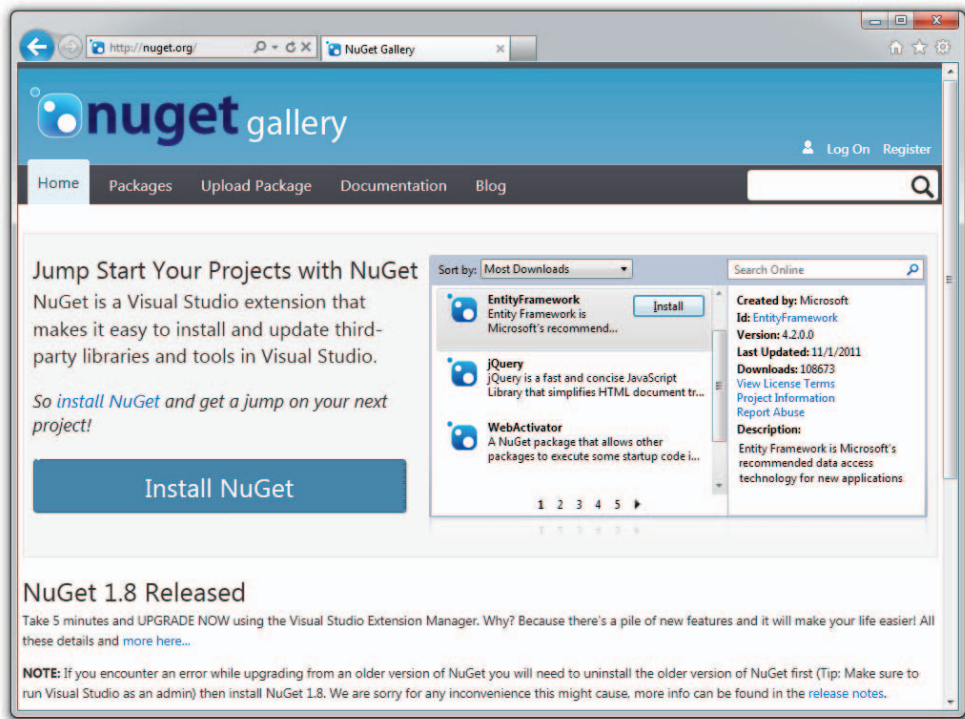 http://nuget.org/
NuGet Gallery
nuget gallery
Log On Register
Home Packages Upload Package Documentation Blog
Jump Start Your Projects with NuGet
NuGet is a Visual Studio extension that
makes it easy to install and update third-
party libraries and tools in Visual Studio.
So install NuGet and get a jump on your next
project!
Install NuGet
Sort by: Most Downloads
EntityFramework
Entity Framework is
Microsoft's recommend...
Install
jQuery
jQuery is a fast and concise JavaScript
Library that simplifies HTML document tr...
WebActivator
A NuGet package that allows other
packages to execute some startup code i...
1 2 3 4 5
Search Online
Created by: Microsoft
Id: EntityFramework
Version: 4.2.0.0
Last Updated: 11/1/2011
Downloads: 108673
View License Terms
Project Information
Report Abuse
Description:
Entity Framework is Microsoft's
recommended data access
technology for new applications
NuGet 1.8 Released
Take 5 minutes and UPGRADE NOW using the Visual Studio Extension Manager. Why? Because there's a pile of new features and it will make your life easier! All
these details and more here...
NOTE: If you encounter an error while upgrading from an older version of NuGet you will need to uninstall the older version of NuGet first (Tip: Make sure to
run Visual Studio as an admin) then install NuGet 1.8. We are sorry for any inconvenience this might cause, more info can be found in the release notes.